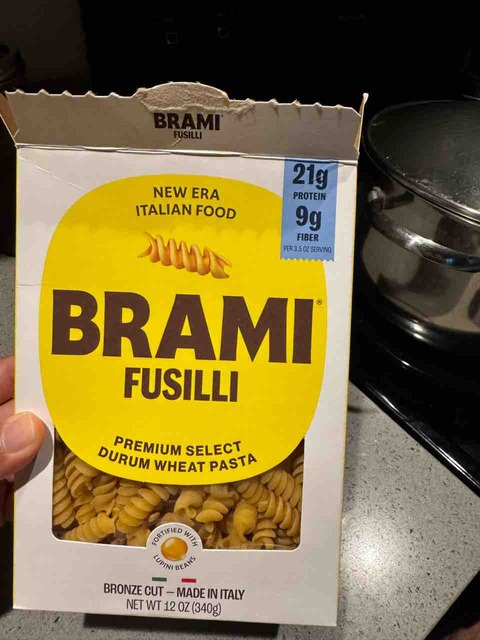 BRAMI
FUSILLI
21g
PROTEIN
9g
FIBER
PER 3.5 OZ SERVING
NEW ERA
ITALIAN FOOD
BRAMI®
FUSILLI
PREMIUM SELECT
DURUM WHEAT PASTA
FORTIFIED WITH
LUPINI BEANS
BRONZE CUT – MADE IN ITALY
NET WT 12 OZ (340g)